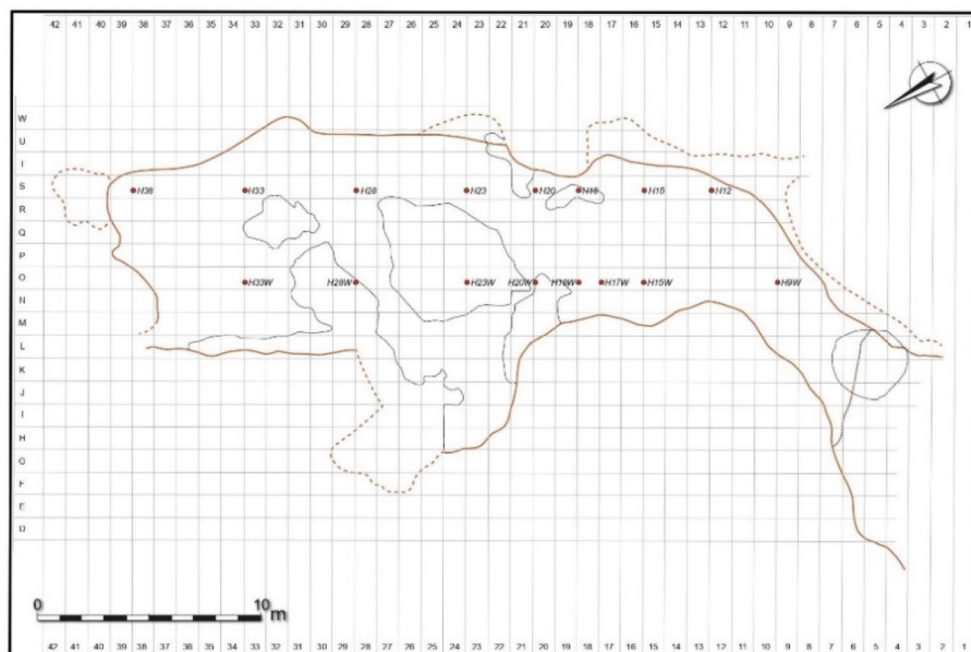 42 41 40 39 38 37 36 35 34 33 32 31 30 29 28 27 26 25 24 23 22 21 20 19 18 17 16 15 14 13 12 11 10 9 8 7 6 5 4 3 2 1
W
U
I
S H38 H33 H28 H23 H20 H18 H15 H12
R
Q
P
O H33W H28W H23W H20W H18W H17W H15W H9W
N
M
L
K
J
I
H
G
F
E
D
0 10 m
42 41 40 39 38 37 36 35 34 33 32 31 30 29 28 27 26 25 24 23 22 21 20 19 18 17 16 15 14 13 12 11 10 9 8 7 6 5 4 3 2 1